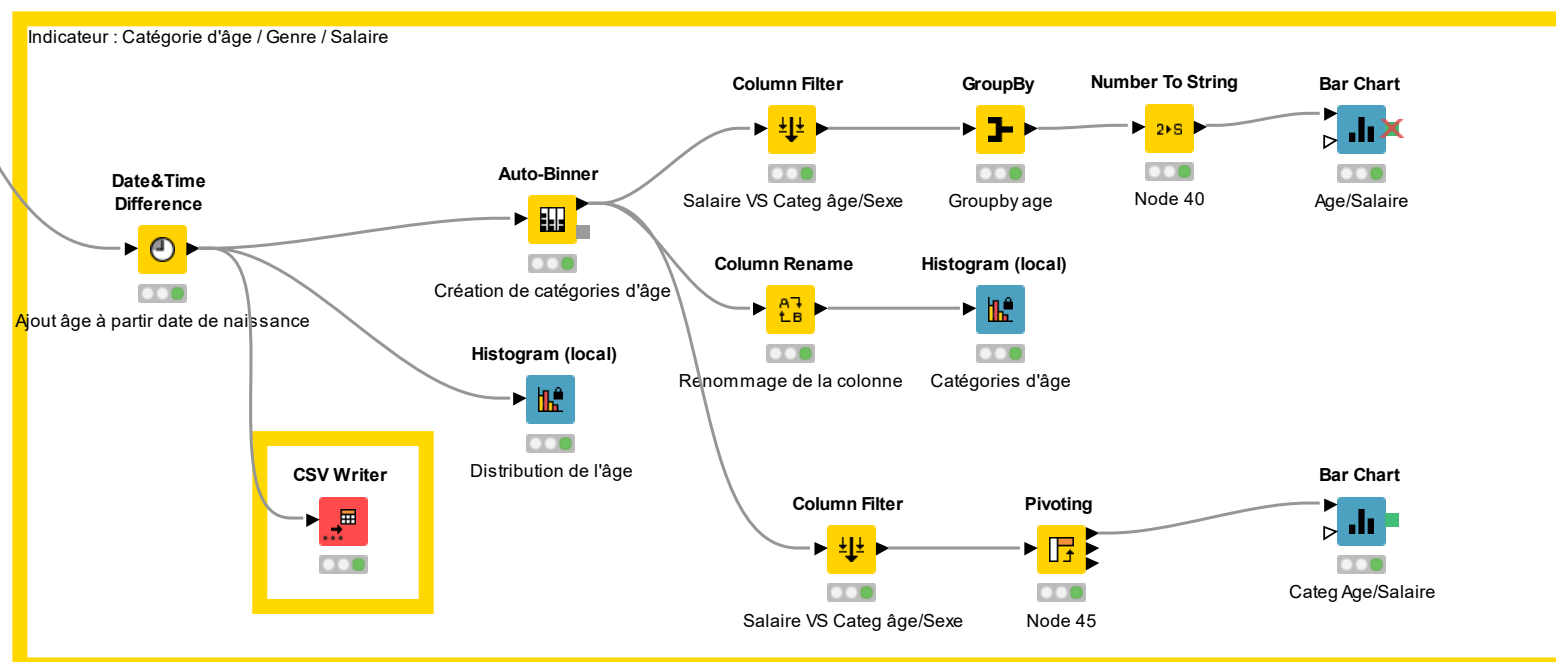 Indicateur : Catégorie d'âge / Genre / Salaire
Column Filter
GroupBy
Number To String
Bar Chart
2▸S
Salaire VS Categ âge/Sexe
Groupby age
Node 40
Age/Salaire
Date&Time
Difference
Ajout âge à partir date de naissance
Auto-Binner
Création de catégories d'âge
Column Rename
A
B
Renommage de la colonne
Histogram (local)
Catégories d'âge
Histogram (local)
Distribution de l'âge
CSV Writer
Column Filter
Salaire VS Categ âge/Sexe
Pivoting
Node 45
Bar Chart
Categ Age/Salaire